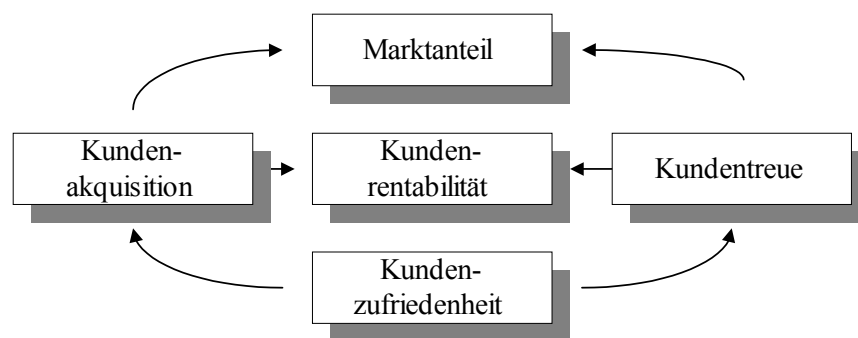 Marktanteil
Kunden-
akquisition
Kunden-
rentabilität
Kundentreue
Kunden-
zufriedenheit